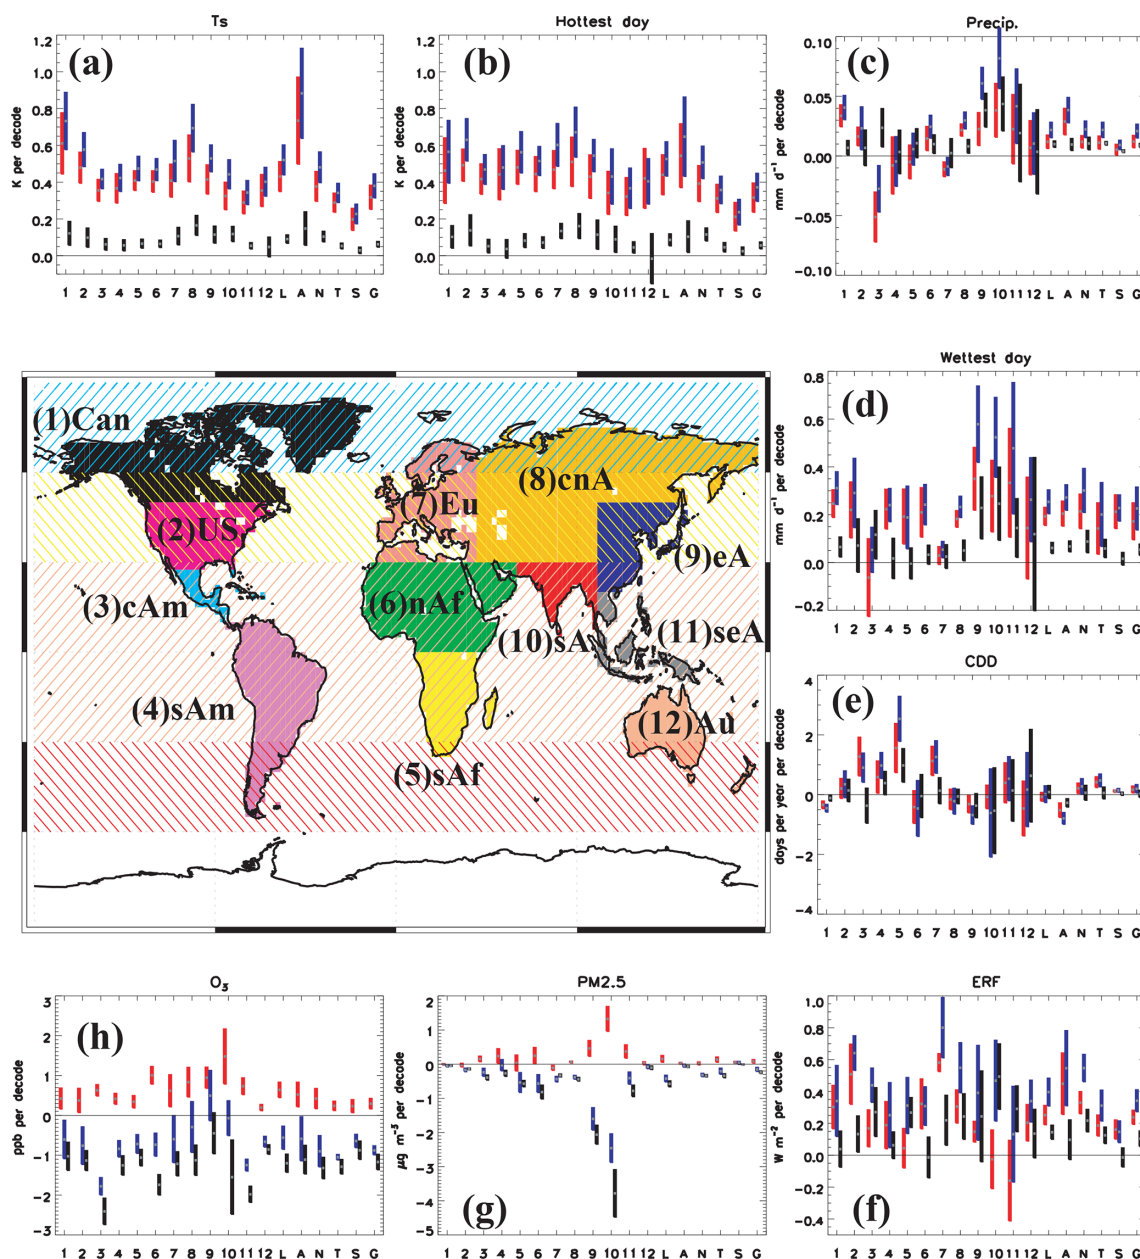 Ts
(a)
K per decade
1.2
1.0
0.8
0.6
0.4
0.2
0.0
1 2 3 4 5 6 7 8 9 10 11 12 L A N T S G
Hottest day
(b)
K per decade
1.2
1.0
0.8
0.6
0.4
0.2
0.0
1 2 3 4 5 6 7 8 9 10 11 12 L A N T S G
Precip.
(c)
mm d⁻¹ per decade
0.10
0.05
0.00
−0.05
−0.10
1 2 3 4 5 6 7 8 9 10 11 12 L A N T S G
(1)Can
(2)US
(3)cAm
(4)sAm
(5)sAf
(6)nAf
(7)Eu
(8)cnA
(9)eA
(10)sA
(11)seA
(12)Au
Wettest day
(d)
mm d⁻¹ per decade
0.8
0.6
0.4
0.2
0.0
−0.2
1 2 3 4 5 6 7 8 9 10 11 12 L A N T S G
CDD
(e)
days per year per decade
4
2
0
−2
−4
1 2 3 4 5 6 7 8 9 10 11 12 L A N T S G
O₃
(h)
ppb per decade
3
2
1
0
−1
−2
−3
1 2 3 4 5 6 7 8 9 10 11 12 L A N T S G
PM2.5
(g)
µg m⁻³ per decade
2
1
0
−1
−2
−3
−4
−5
1 2 3 4 5 6 7 8 9 10 11 12 L A N T S G
ERF
(f)
W m⁻² per decade
1.0
0.8
0.6
0.4
0.2
0.0
−0.2
−0.4
1 2 3 4 5 6 7 8 9 10 11 12 L A N T S G